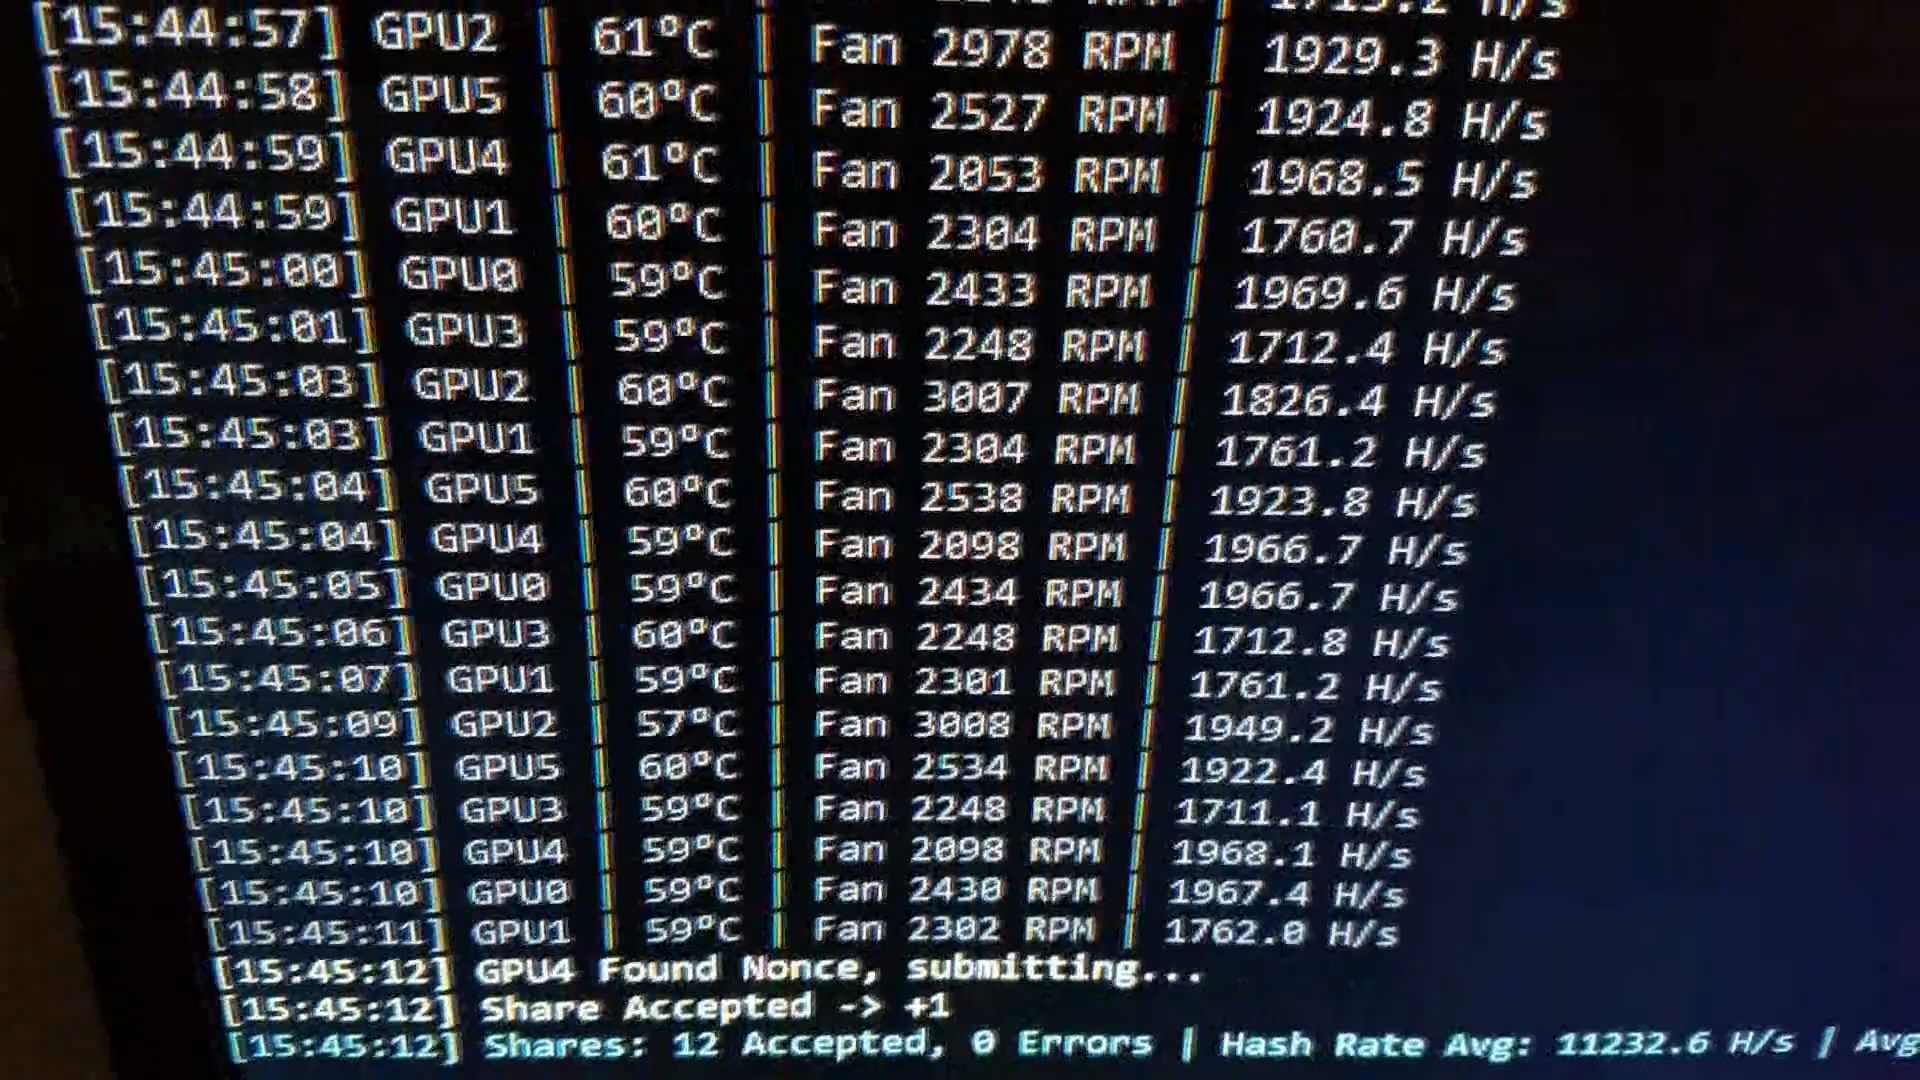 1713.2 H/s
[15:44:57] GPU2 | 61°C | Fan 2978 RPM | 1929.3 H/s
[15:44:58] GPU5 | 60°C | Fan 2527 RPM | 1924.8 H/s
[15:44:59] GPU4 | 61°C | Fan 2053 RPM | 1968.5 H/s
[15:44:59] GPU1 | 60°C | Fan 2304 RPM | 1760.7 H/s
[15:45:00] GPU0 | 59°C | Fan 2433 RPM | 1969.6 H/s
[15:45:01] GPU3 | 59°C | Fan 2248 RPM | 1712.4 H/s
[15:45:03] GPU2 | 60°C | Fan 3007 RPM | 1826.4 H/s
[15:45:03] GPU1 | 59°C | Fan 2304 RPM | 1761.2 H/s
[15:45:04] GPU5 | 60°C | Fan 2538 RPM | 1923.8 H/s
[15:45:04] GPU4 | 59°C | Fan 2098 RPM | 1966.7 H/s
[15:45:05] GPU0 | 59°C | Fan 2434 RPM | 1966.7 H/s
[15:45:06] GPU3 | 60°C | Fan 2248 RPM | 1712.8 H/s
[15:45:07] GPU1 | 59°C | Fan 2301 RPM | 1761.2 H/s
[15:45:09] GPU2 | 57°C | Fan 3008 RPM | 1949.2 H/s
[15:45:10] GPU5 | 60°C | Fan 2534 RPM | 1922.4 H/s
[15:45:10] GPU3 | 59°C | Fan 2248 RPM | 1711.1 H/s
[15:45:10] GPU4 | 59°C | Fan 2098 RPM | 1968.1 H/s
[15:45:10] GPU0 | 59°C | Fan 2430 RPM | 1967.4 H/s
[15:45:11] GPU1 | 59°C | Fan 2302 RPM | 1762.0 H/s
[15:45:12] GPU4 Found Nonce, submitting...
[15:45:12] Share Accepted -> +1
[15:45:12] Shares: 12 Accepted, 0 Errors | Hash Rate Avg: 11232.6 H/s | Avg